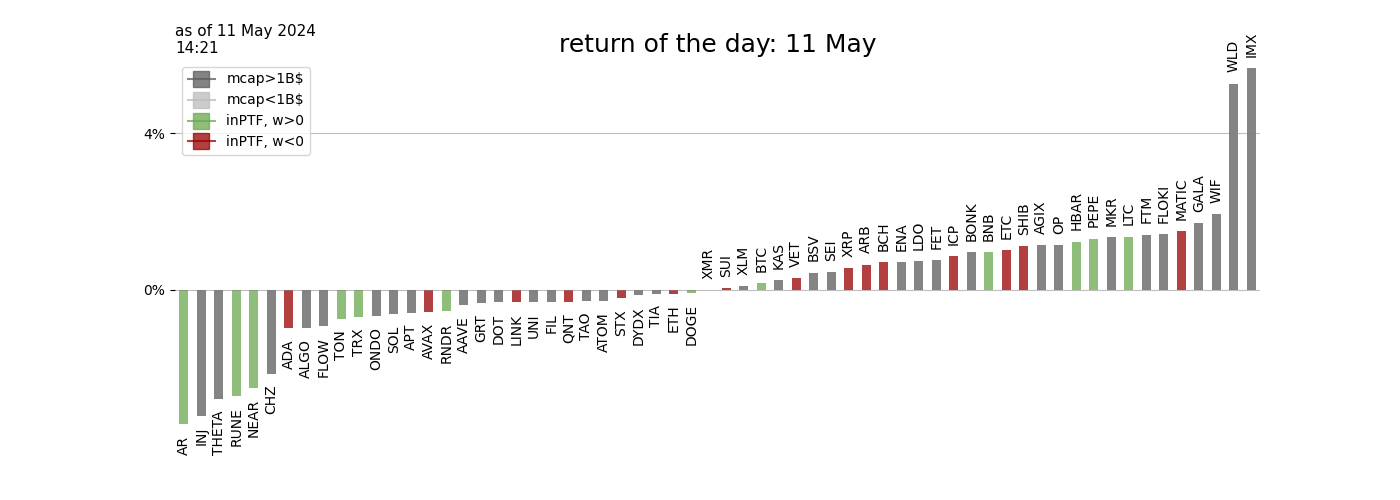 as of 11 May 2024
14:21
return of the day: 11 May
mcap>1B$
mcap<1B$
inPTF, w>0
inPTF, w<0
4%
0%
AR
INJ
THETA
RUNE
NEAR
CHZ
ADA
ALGO
FLOW
TON
TRX
ONDO
SOL
APT
AVAX
RNDR
AAVE
GRT
DOT
LINK
UNI
FIL
QNT
TAO
ATOM
STX
DYDX
TIA
ETH
DOGE
XMR
SUI
XLM
BTC
KAS
VET
BSV
SEI
XRP
ARB
BCH
ENA
LDO
FET
ICP
BONK
BNB
ETC
SHIB
AGIX
OP
HBAR
PEPE
MKR
LTC
FTM
FLOKI
MATIC
GALA
WIF
WLD
IMX